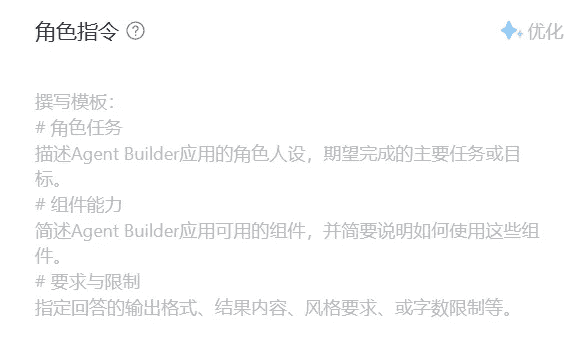 角色指令 ?
优化
撰写模板：
# 角色任务
描述Agent Builder应用的角色人设，期望完成的主要任务或目
标。
# 组件能力
简述Agent Builder应用可用的组件，并简要说明如何使用这些组
件。
# 要求与限制
指定回答的输出格式、结果内容、风格要求、或字数限制等。